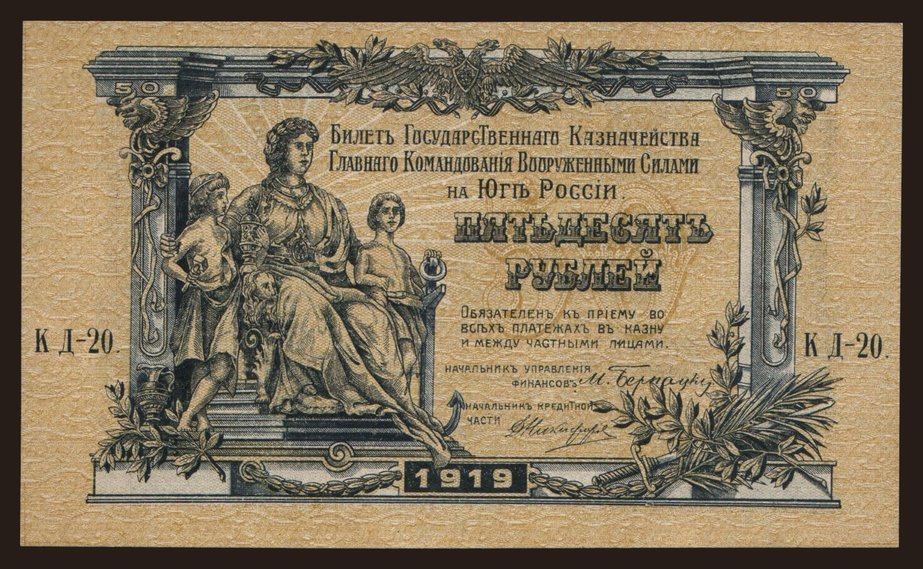 50
50
Билетъ Государственнаго Казначейства
Главнаго Командованія Вооруженными Силами
на Югѣ Россіи.
ПЯТЬДЕСЯТЪ
РУБЛЕЙ
Обязателенъ къ пріему во
всѣхъ платежахъ въ казну
и между частными лицами.
К Д-20.
К Д-20.
НАЧАЛЬНИКЪ УПРАВЛЕНІЯ
ФИНАНСОВЪ М. Бернацкій
НАЧАЛЬНИКЪ КРЕДИТНОЙ
ЧАСТИ
1919